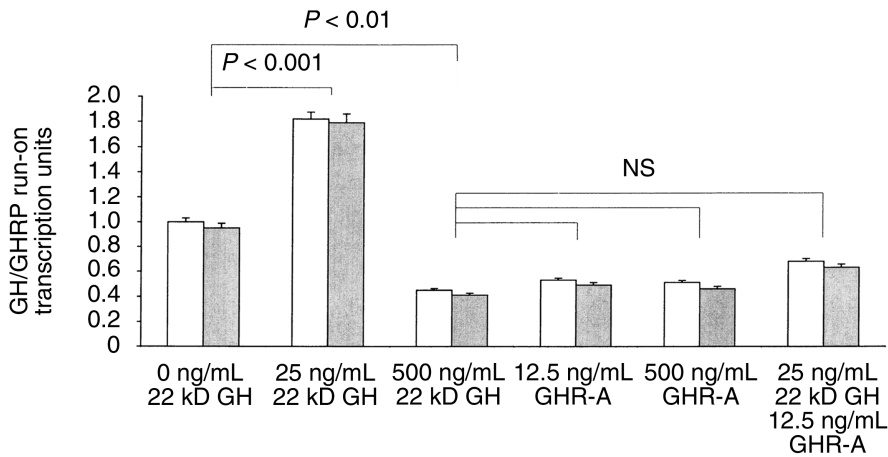 P < 0.01
P < 0.001
GH/GHRP run-on
transcription units
2.0
1.8
1.6
1.4
1.2
1.0
0.8
0.6
0.4
0.2
0
NS
0 ng/mL
22 kD GH
25 ng/mL
22 kD GH
500 ng/mL
22 kD GH
12.5 ng/mL
GHR-A
500 ng/mL
GHR-A
25 ng/mL
22 kD GH
12.5 ng/mL
GHR-A